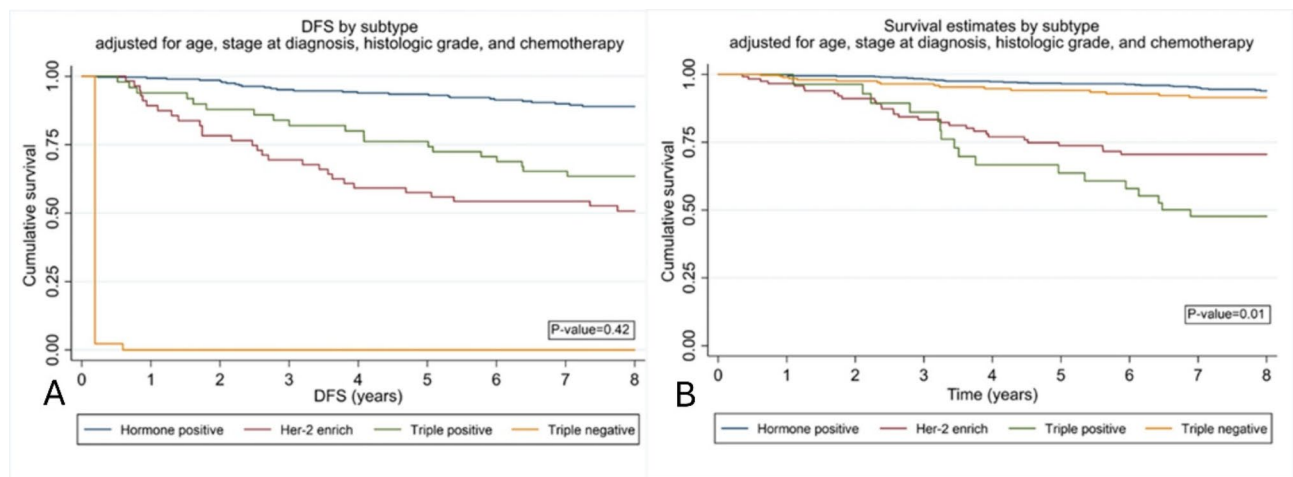 DFS by subtype
adjusted for age, stage at diagnosis, histologic grade, and chemotherapy
Cumulative survival
1.00
0.75
0.50
0.25
0.00
P-value=0.42
0 1 2 3 4 5 6 7 8
DFS (years)
A
Hormone positive Her-2 enrich Triple positive Triple negative
Survival estimates by subtype
adjusted for age, stage at diagnosis, histologic grade, and chemotherapy
Cumulative survival
1.00
0.75
0.50
0.25
0.00
P-value=0.01
0 1 2 3 4 5 6 7 8
Time (years)
B
Hormone positive Her-2 enrich Triple positive Triple negative